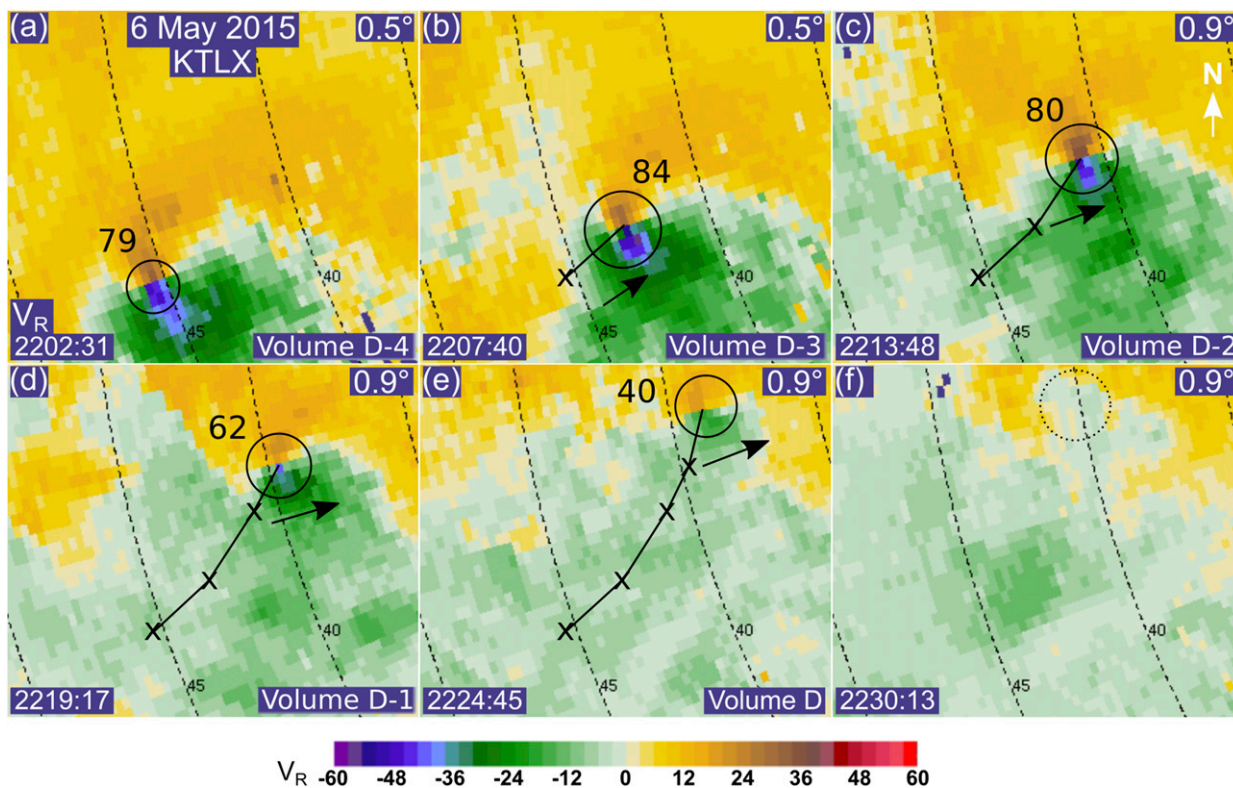 (a)
6 May 2015
KTLX
0.5°
79
40
45
V_R
2202:31
Volume D-4
(b)
0.5°
84
X
40
45
2207:40
Volume D-3
(c)
0.9°
N
80
X
X
40
45
2213:48
Volume D-2
(d)
0.9°
62
X
X
X
40
45
2219:17
Volume D-1
(e)
0.9°
40
X
X
X
X
40
45
2224:45
Volume D
(f)
0.9°
40
45
2230:13
V_R -60 -48 -36 -24 -12 0 12 24 36 48 60